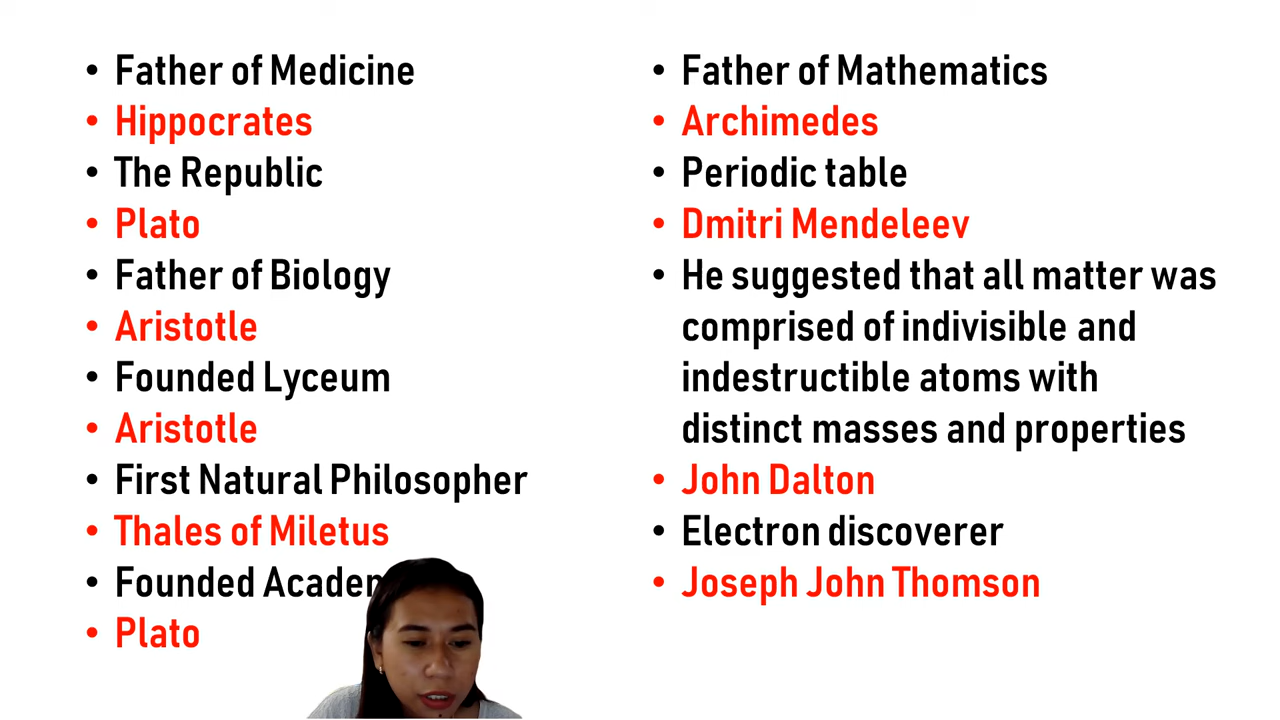 • Father of Medicine
• Hippocrates
• The Republic
• Plato
• Father of Biology
• Aristotle
• Founded Lyceum
• Aristotle
• First Natural Philosopher
• Thales of Miletus
• Founded
• Plato
• Father of Mathematics
• Archimedes
• Periodic table
• Dmitri Mendeleev
• He suggested that all matter was
comprised of indivisible and
indestructible atoms with
distinct masses and properties
• John Dalton
• Electron discoverer
• Joseph John Thomson